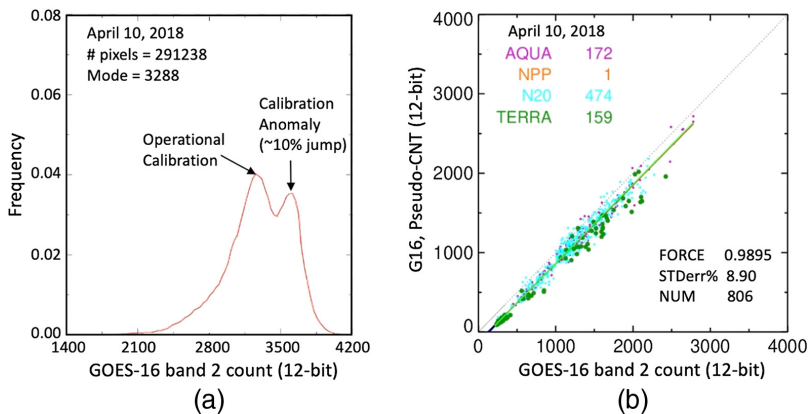 April 10, 2018
# pixels = 291238
Mode = 3288
Operational
Calibration
Calibration
Anomaly
(~10% jump)
Frequency
0.08
0.06
0.04
0.02
0.00
1400 2100 2800 3500 4200
GOES-16 band 2 count (12-bit)
(a)
April 10, 2018
AQUA 172
NPP 1
N20 474
TERRA 159
G16, Pseudo-CNT (12-bit)
4000
3000
2000
1000
0
FORCE 0.9895
STDerr% 8.90
NUM 806
0 1000 2000 3000 4000
GOES-16 band 2 count (12-bit)
(b)